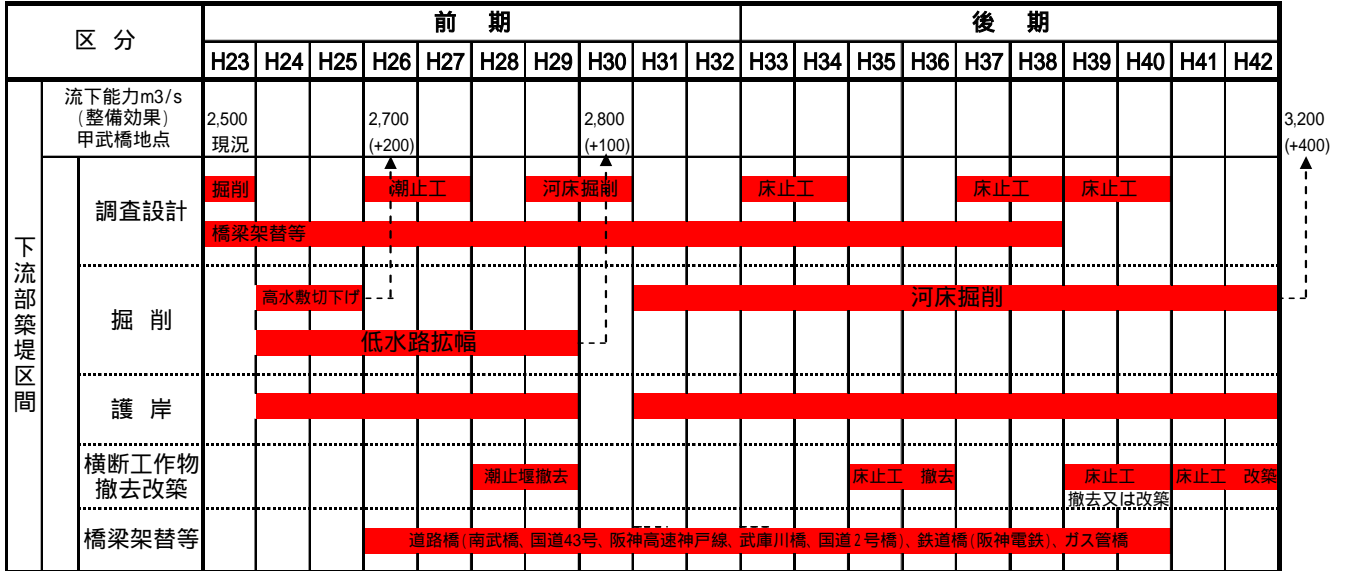 区 分
前 期
後 期
H23 H24 H25 H26 H27 H28 H29 H30 H31 H32 H33 H34 H35 H36 H37 H38 H39 H40 H41 H42
流下能力m3/s
(整備効果)
甲武橋地点
2,500
現況
2,700
(+200)
2,800
(+100)
3,200
(+400)
下流部築堤区間
調査設計
掘削 潮止工 河床掘削 床止工 床止工 床止工
橋梁架替等
掘 削
高水敷切下げ
河床掘削
低水路拡幅
護 岸
横断工作物
撤去改築
潮止堰撤去 床止工 撤去 床止工 床止工 改築
撤去又は改築
橋梁架替等
道路橋(南武橋、国道43号、阪神高速神戸線、武庫川橋、国道2号橋)、鉄道橋(阪神電鉄)、ガス管橋